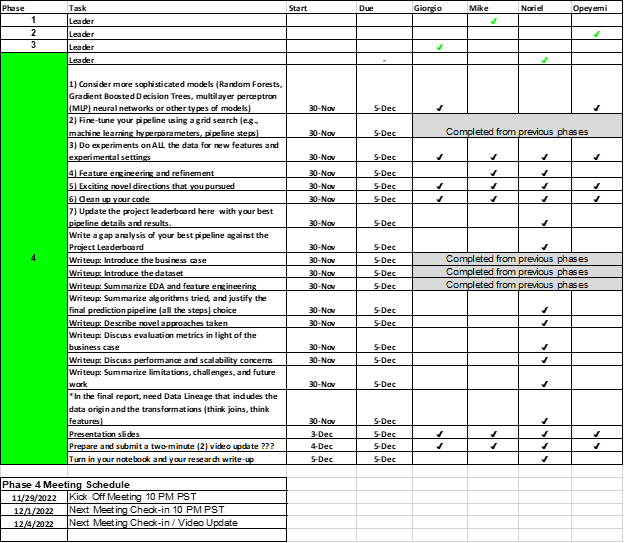 Phase Task Start Due Giorgio Mike Noriel Opeyemi
1 Leader ✓
2 Leader ✓
3 Leader ✓
Leader - ✓
1) Consider more sophisticated models (Random Forests,
Gradient Boosted Decision Trees, multilayer perceptron
(MLP) neural networks or other types of models) 30-Nov 5-Dec ✓ ✓
2) Fine-tune your pipeline using a grid search (e.g.,
machine learning hyperparameters, pipeline steps) 30-Nov 5-Dec Completed from previous phases
3) Do experiments on ALL the data for new features and
experimental settings 30-Nov 5-Dec ✓ ✓ ✓ ✓
4) Feature engineering and refinement 30-Nov 5-Dec ✓ ✓
5) Exciting novel directions that you pursued 30-Nov 5-Dec ✓ ✓ ✓ ✓
6) Clean up your code 30-Nov 5-Dec ✓ ✓ ✓ ✓
7) Update the project leaderboard here with your best
pipeline details and results. 30-Nov 5-Dec ✓
Write a gap analysis of your best pipeline against the
Project Leaderboard 30-Nov 5-Dec ✓
4 Writeup: Introduce the business case 30-Nov 5-Dec Completed from previous phases
Writeup: Introduce the dataset 30-Nov 5-Dec Completed from previous phases
Writeup: Summarize EDA and feature engineering 30-Nov 5-Dec Completed from previous phases
Writeup: Summarize algorithms tried, and justify the
final prediction pipeline (all the steps) choice 30-Nov 5-Dec ✓
Writeup: Describe novel approaches taken 30-Nov 5-Dec ✓
Writeup: Discuss evaluation metrics in light of the
business case 30-Nov 5-Dec ✓
Writeup: Discuss performance and scalability concerns 30-Nov 5-Dec ✓
Writeup: Summarize limitations, challenges, and future
work 30-Nov 5-Dec ✓
*In the final report, need Data Lineage that includes the
data origin and the transformations (think joins, think
features) 30-Nov 5-Dec ✓
Presentation slides 3-Dec 5-Dec ✓ ✓ ✓ ✓
Prepare and submit a two-minute (2) video update ??? 4-Dec 5-Dec ✓ ✓ ✓ ✓
Turn in your notebook and your research write-up 5-Dec 5-Dec ✓
Phase 4 Meeting Schedule
11/29/2022 Kick Off Meeting 10 PM PST
12/1/2022 Next Meeting Check-in 10 PM PST
12/4/2022 Next Meeting Check-in / Video Update